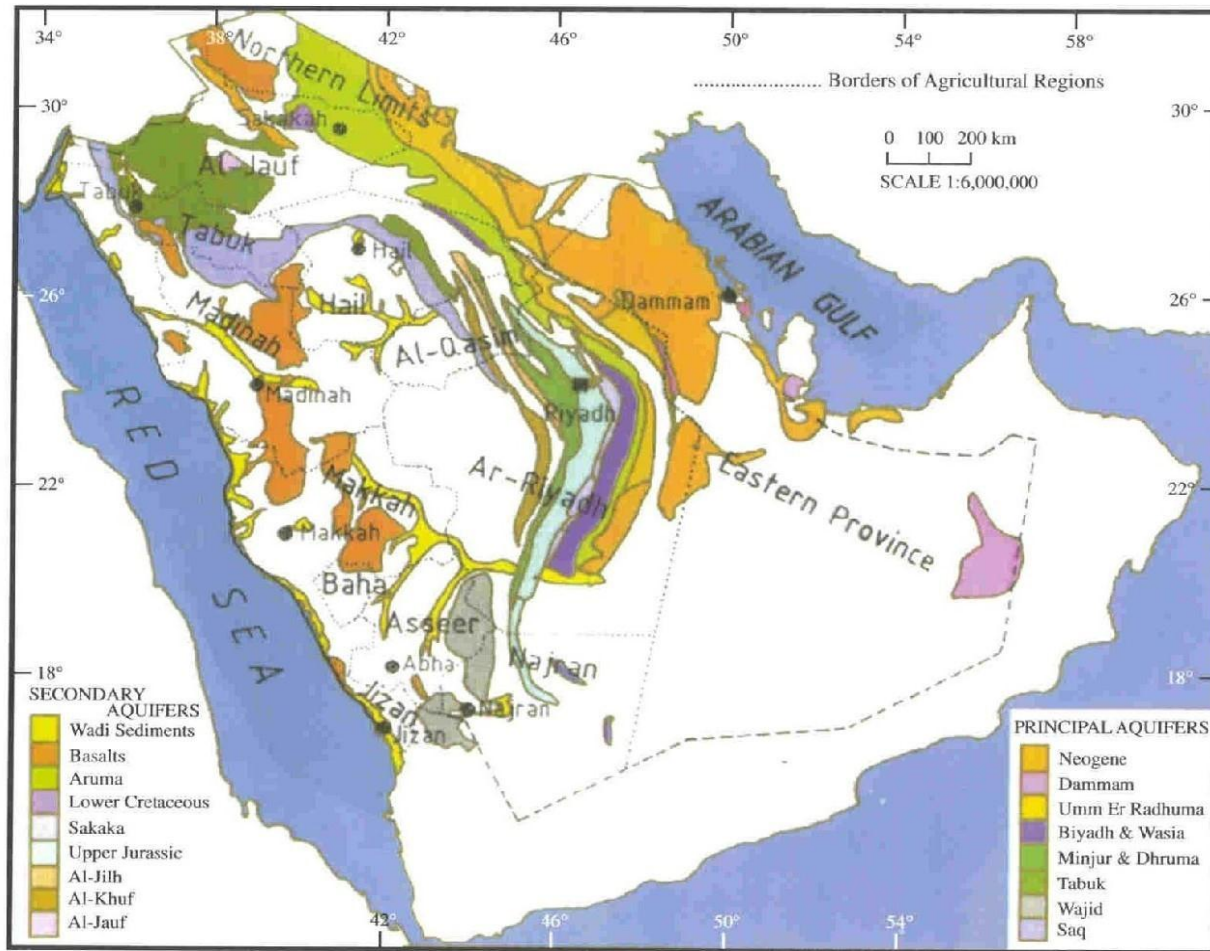 34° 38° 42° 46° 50° 54° 58°
Borders of Agricultural Regions
0 100 200 km
SCALE 1:6,000,000
30° 30°
26° 26°
22° 22°
18° 18°
42° 46° 50° 54°
Northern Limits
Sakakah
Al-Jauf
Tabuk
Tabuk
Hail
Hail
Madinah
Madinah
Al-Qasim
Dammam
ARABIAN GULF
Riyadh
Ar-Riyadh
Eastern Province
Makkah
Makkah
Baha
Asseer
Abha
Najran
Najran
Jizan
Jizan
RED SEA
SECONDARY
AQUIFERS
Wadi Sediments
Basalts
Aruma
Lower Cretaceous
Sakaka
Upper Jurassic
Al-Jilh
Al-Khuf
Al-Jauf
PRINCIPAL AQUIFERS
Neogene
Dammam
Umm Er Radhuma
Biyadh & Wasia
Minjur & Dhruma
Tabuk
Wajid
Saq